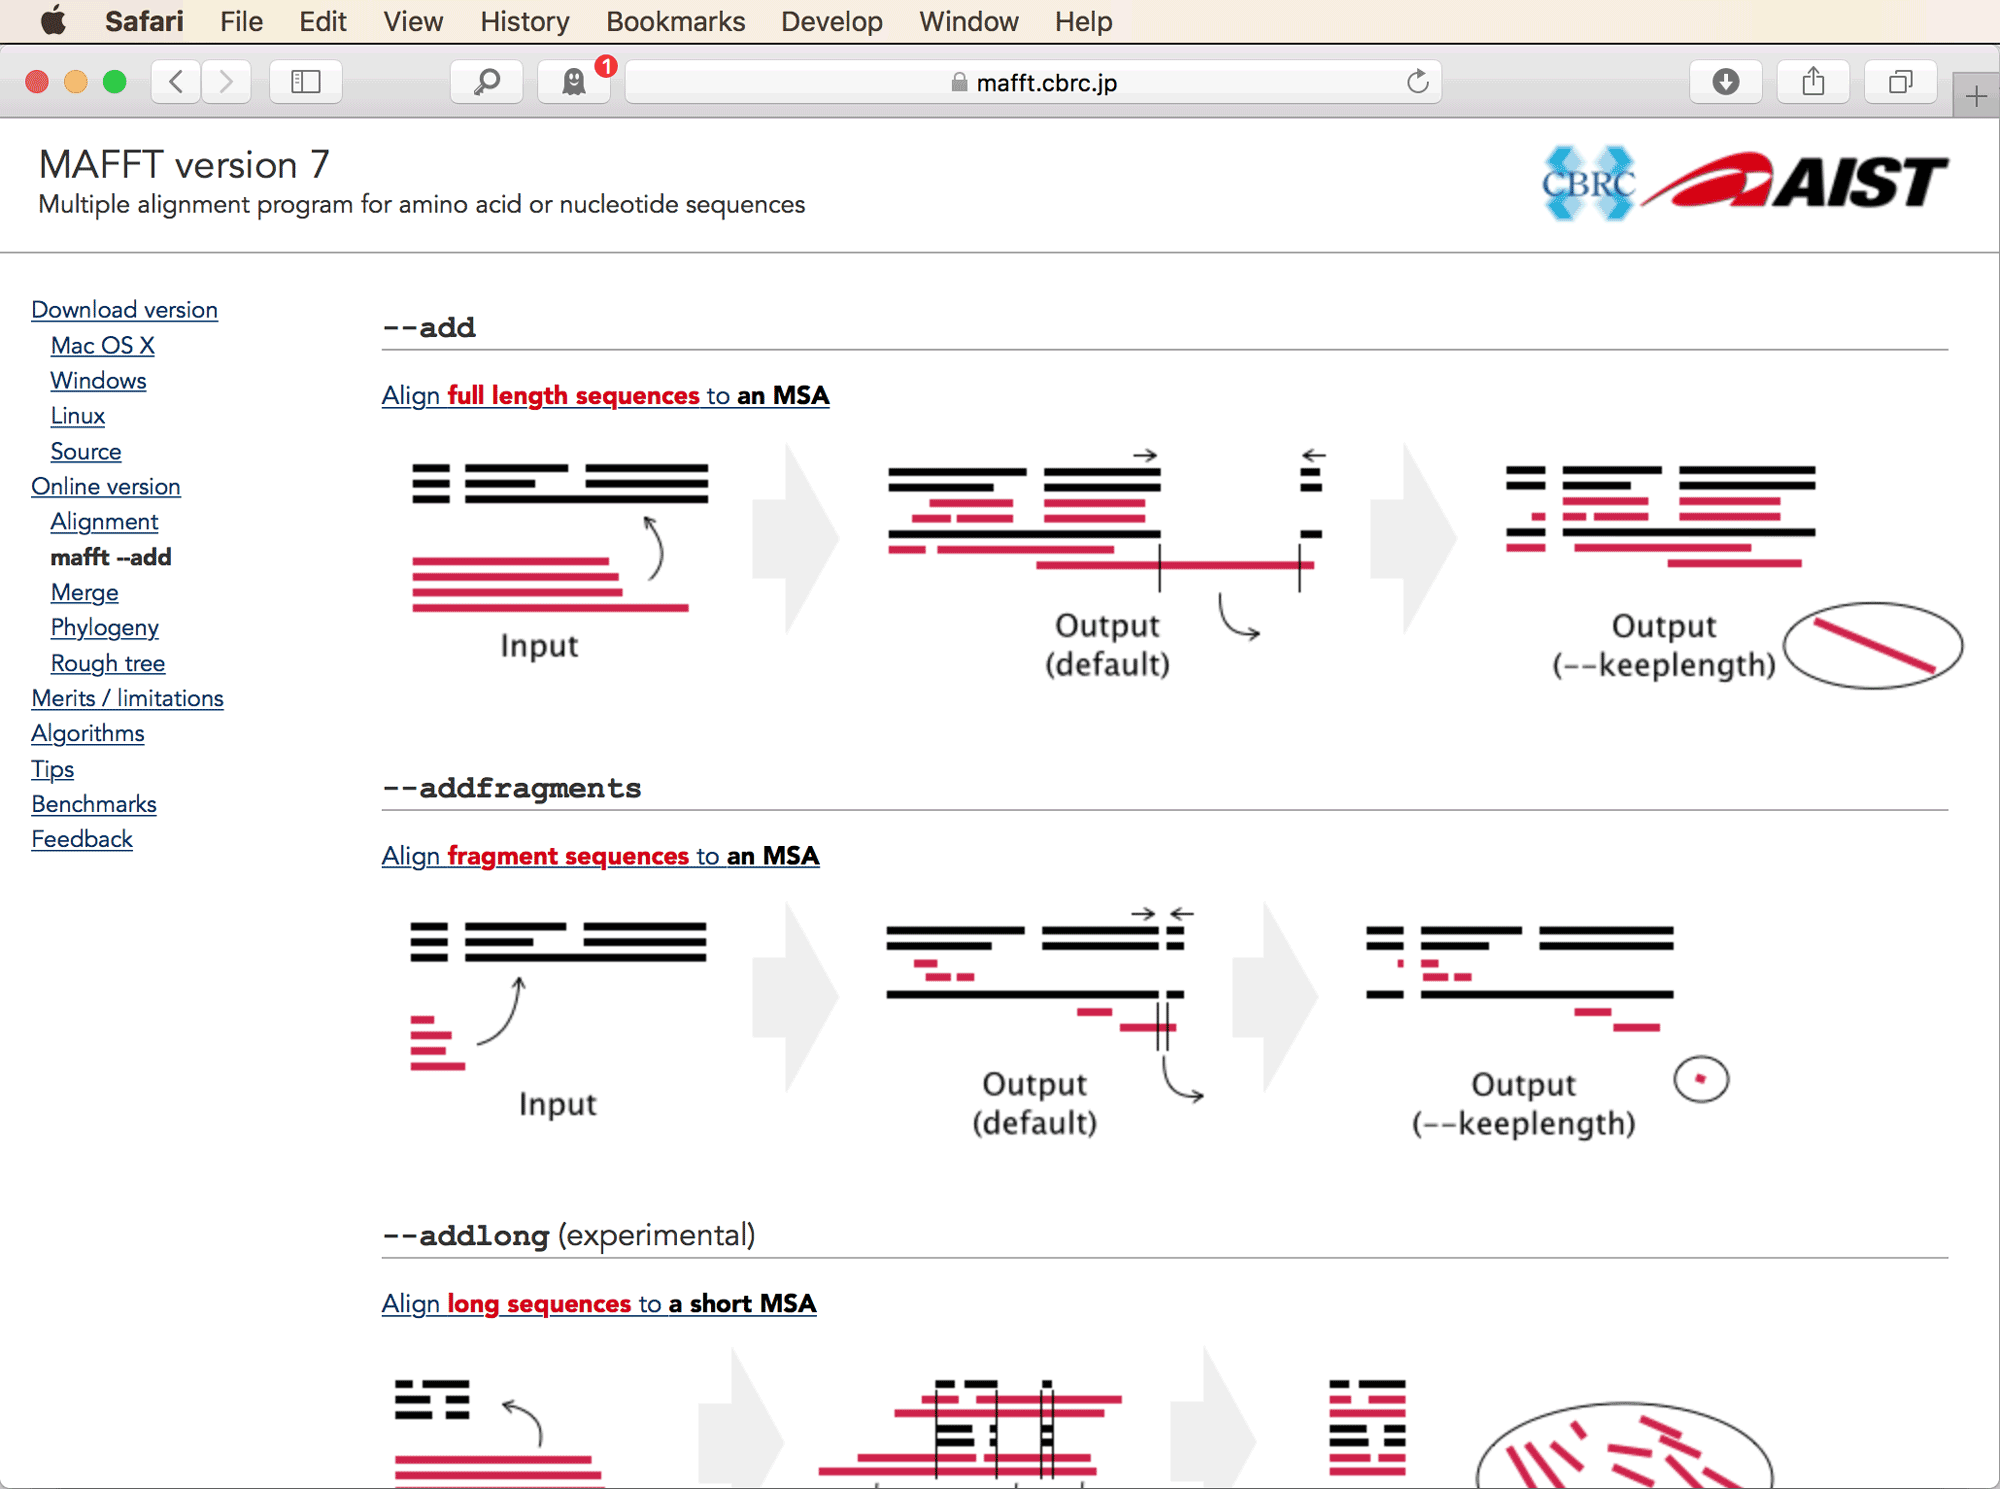 Safari File Edit View History Bookmarks Develop Window Help
1
mafft.cbrc.jp
MAFFT version 7
Multiple alignment program for amino acid or nucleotide sequences
CBRC AIST
Download version
Mac OS X
Windows
Linux
Source
Online version
Alignment
mafft --add
Merge
Phylogeny
Rough tree
Merits / limitations
Algorithms
Tips
Benchmarks
Feedback
--add
Align full length sequences to an MSA
Input
Output
(default)
Output
(--keeplength)
--addfragments
Align fragment sequences to an MSA
Input
Output
(default)
Output
(--keeplength)
--addlong (experimental)
Align long sequences to a short MSA